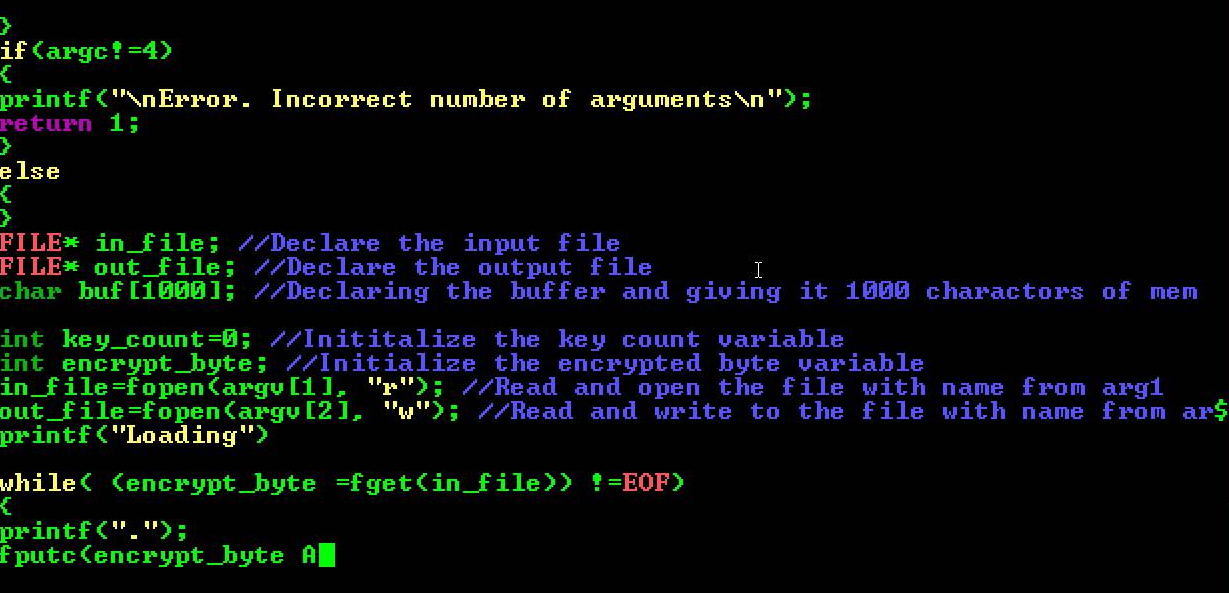 }
if(argc!=4)
{
printf("\nError. Incorrect number of arguments\n");
return 1;
}
else
{
}
FILE* in_file; //Declare the input file
FILE* out_file; //Declare the output file
char buf[1000]; //Declaring the buffer and giving it 1000 charactors of mem
int key_count=0; //Inititalize the key count variable
int encrypt_byte; //Initialize the encrypted byte variable
in_file=fopen(argv[1], "r"); //Read and open the file with name from arg1
out_file=fopen(argv[2], "w"); //Read and write to the file with name from ar$
printf("Loading")
while( (encrypt_byte =fget(in_file)) !=EOF)
{
printf(".");
fputc(encrypt_byte A